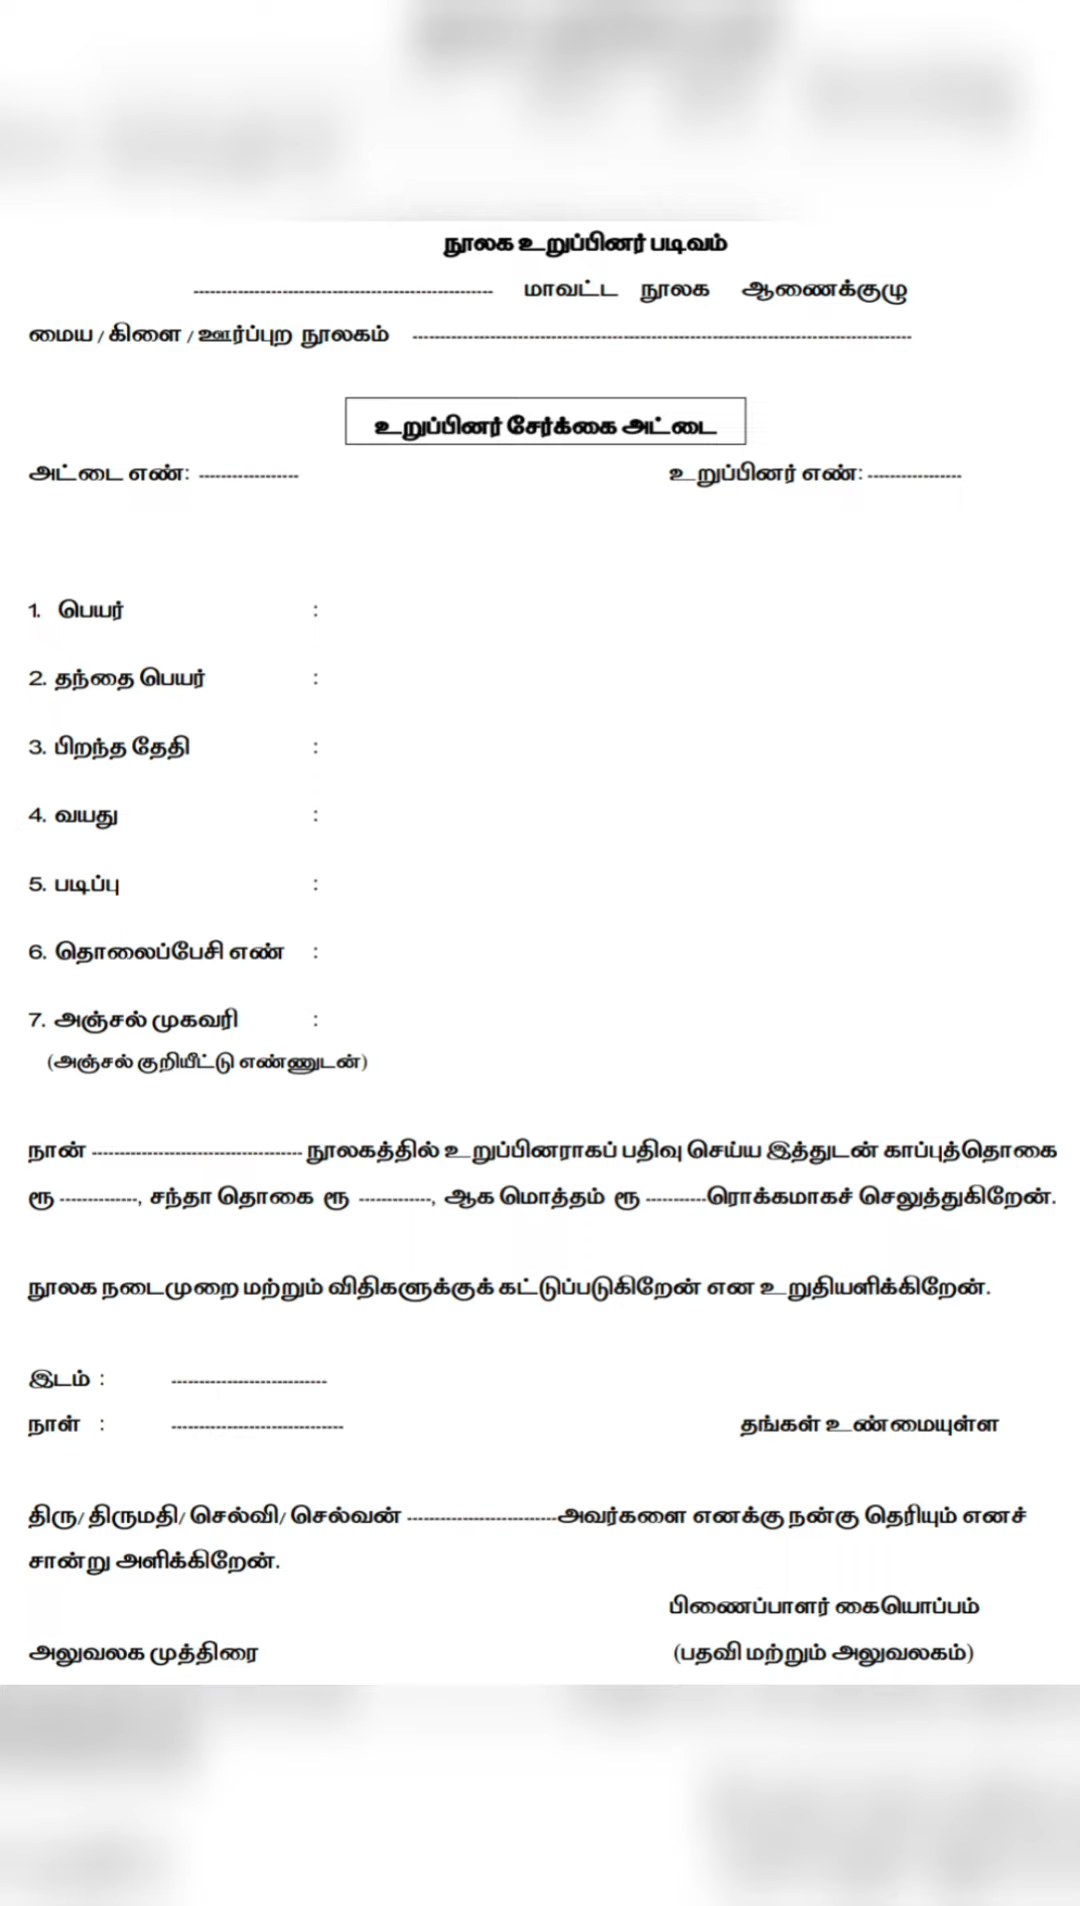 நூலக உறுப்பினர் படிவம்
------------------------------------------------------ மாவட்ட நூலக ஆணைக்குழு
மைய / கிளை / ஊர்ப்புற நூலகம் ------------------------------------------------------------------------------------------
உறுப்பினர் சேர்க்கை அட்டை
அட்டை எண்: ------------------ உறுப்பினர் எண்: -----------------
1. பெயர் :
2. தந்தை பெயர் :
3. பிறந்த தேதி :
4. வயது :
5. படிப்பு :
6. தொலைப்பேசி எண் :
7. அஞ்சல் முகவரி :
(அஞ்சல் குறியீட்டு எண்ணுடன்)
நான் -------------------------------------- நூலகத்தில் உறுப்பினராகப் பதிவு செய்ய இத்துடன் காப்புத்தொகை
ரூ --------------, சந்தா தொகை ரூ -------------, ஆக மொத்தம் ரூ -----------ரொக்கமாகச் செலுத்துகிறேன்.
நூலக நடைமுறை மற்றும் விதிகளுக்குக் கட்டுப்படுகிறேன் என உறுதியளிக்கிறேன்.
இடம் : ----------------------------
நாள் : ------------------------------- தங்கள் உண்மையுள்ள
திரு/ திருமதி/ செல்வி/ செல்வன் ---------------------------அவர்களை எனக்கு நன்கு தெரியும் எனச்
சான்று அளிக்கிறேன்.
பிணைப்பாளர் கையொப்பம்
அலுவலக முத்திரை (பதவி மற்றும் அலுவலகம்)